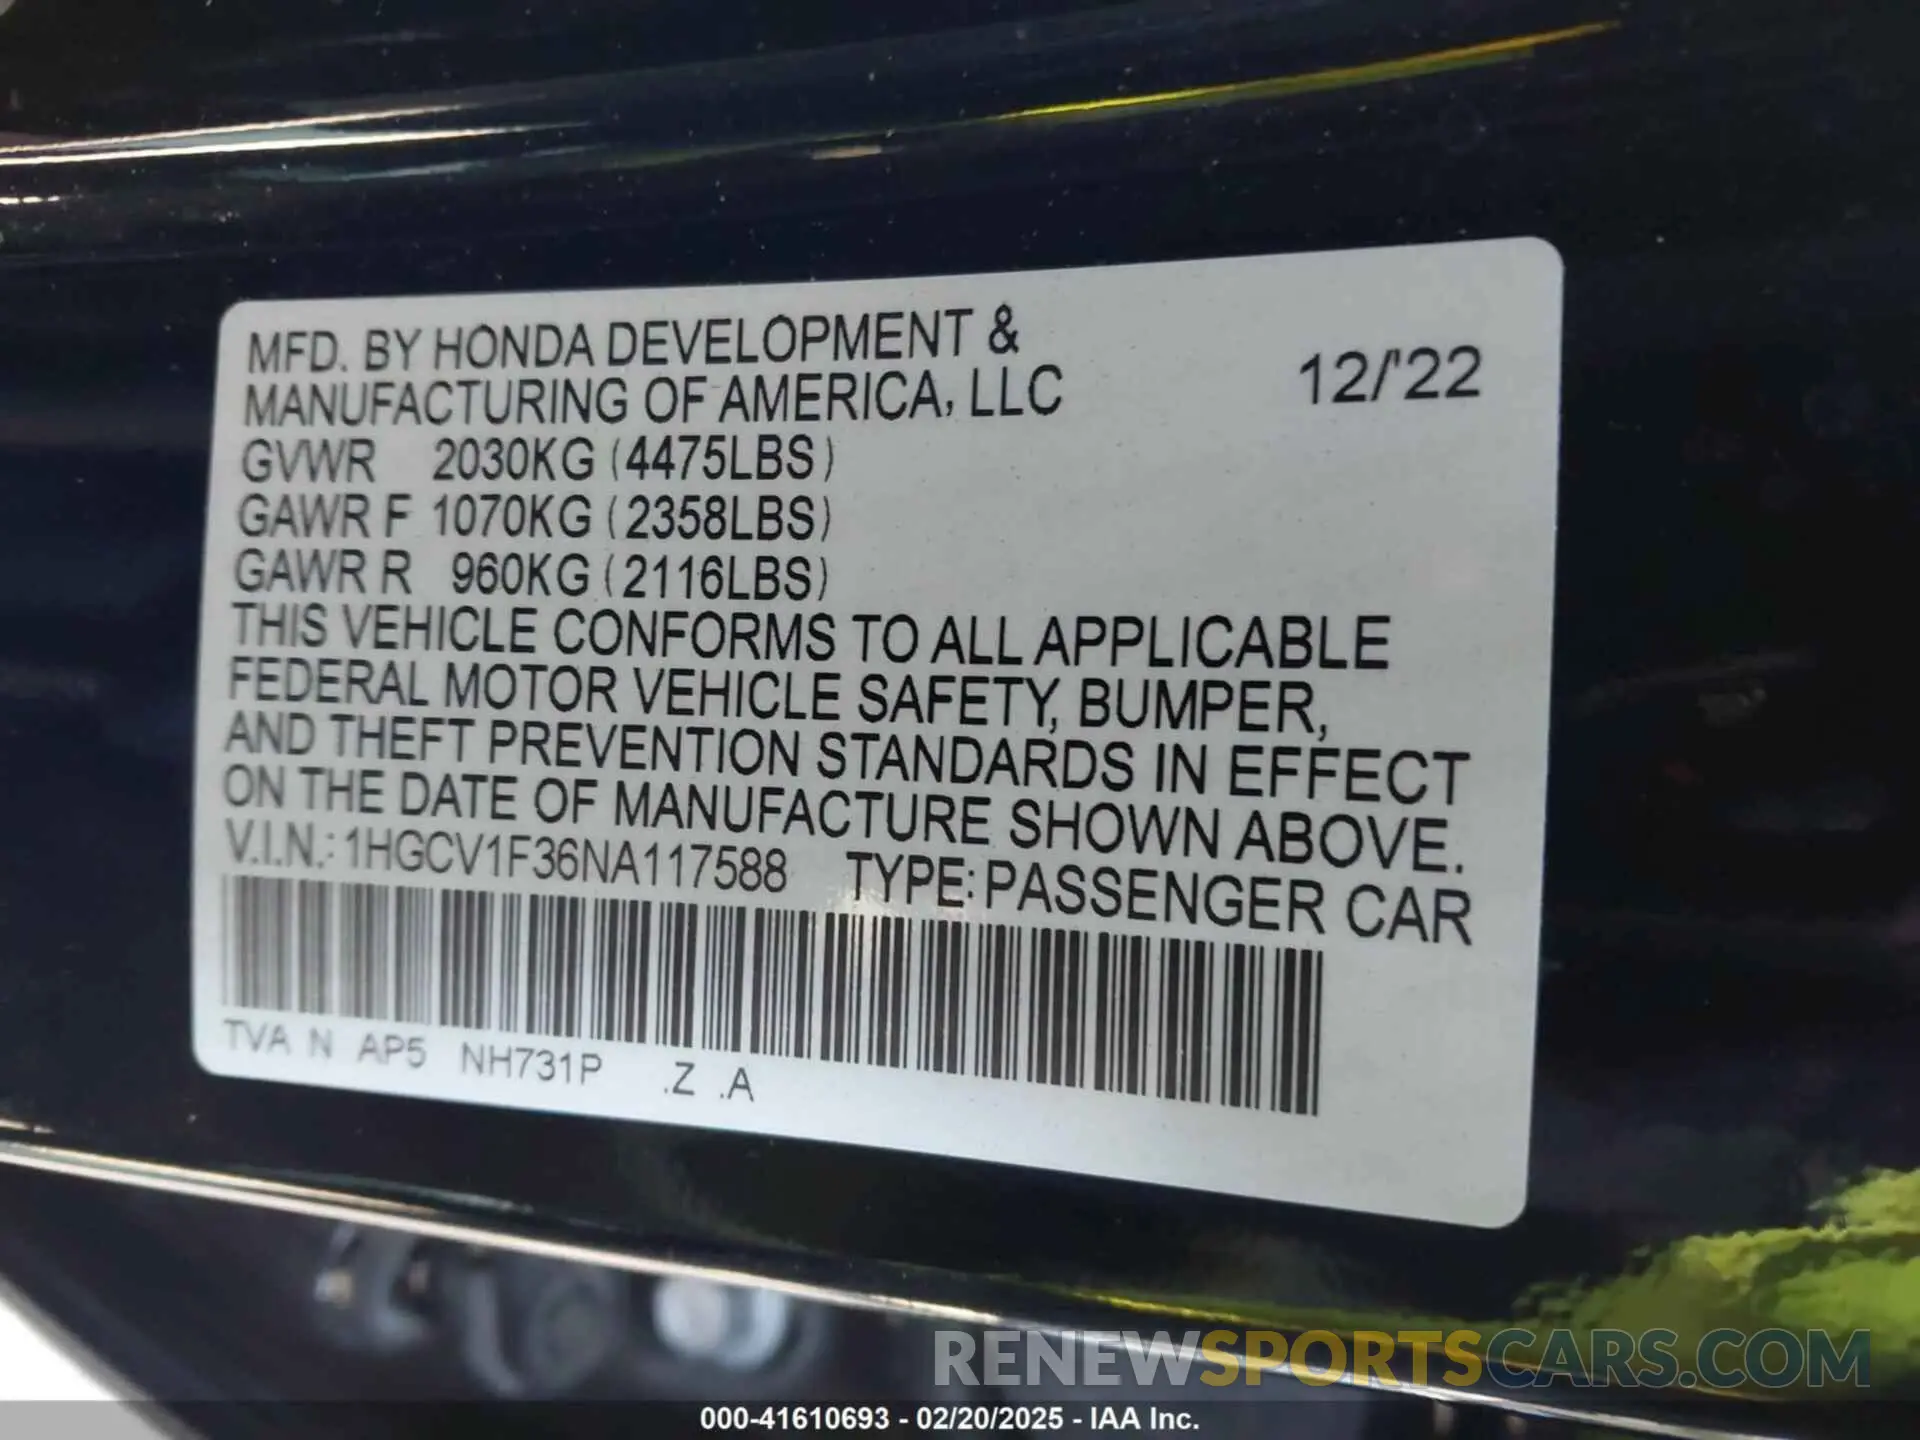 MFD. BY HONDA DEVELOPMENT &
MANUFACTURING OF AMERICA, LLC 12/'22
GVWR 2030KG (4475LBS)
GAWR F 1070KG (2358LBS)
GAWR R 960KG (2116LBS)
THIS VEHICLE CONFORMS TO ALL APPLICABLE
FEDERAL MOTOR VEHICLE SAFETY, BUMPER,
AND THEFT PREVENTION STANDARDS IN EFFECT
ON THE DATE OF MANUFACTURE SHOWN ABOVE.
V.I.N.: 1HGCV1F36NA117588 TYPE: PASSENGER CAR
TVA N AP5 NH731P .Z .A
RENEWSPORTSCARS.COM
000-41610693 - 02/20/2025 - IAA Inc.